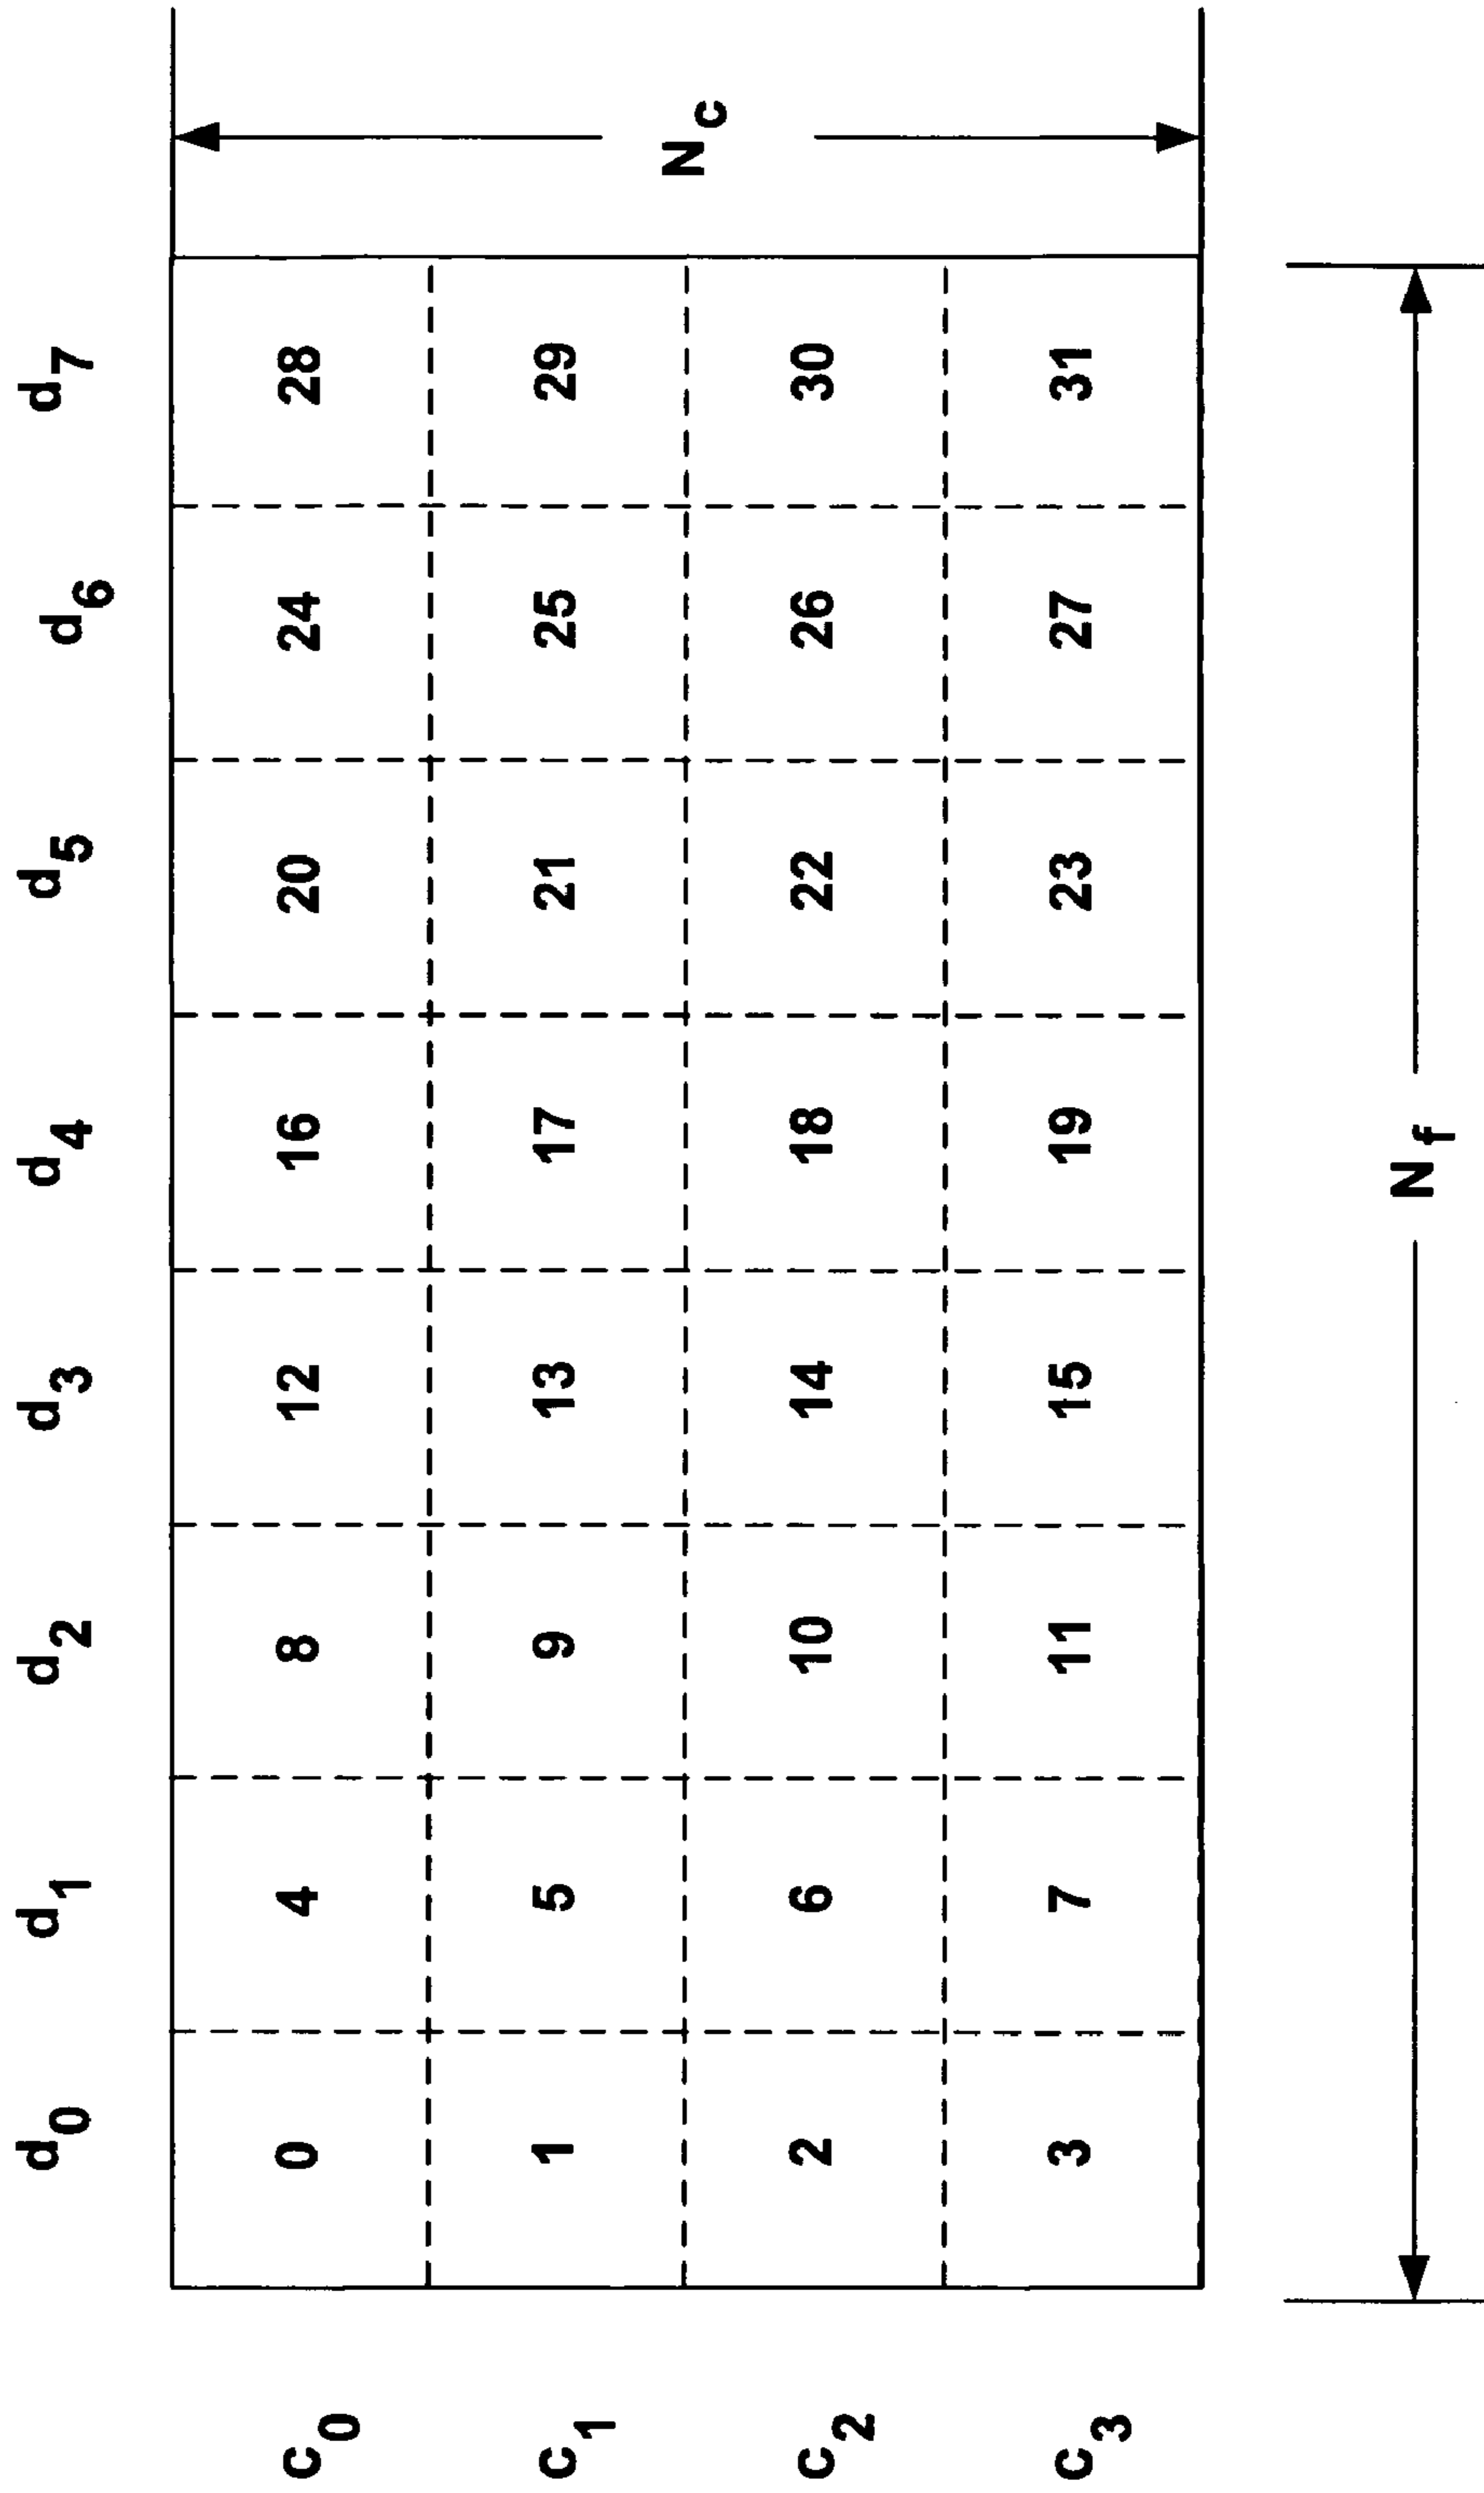 d0 d1 d2 d3 d4 d5 d6 d7
c0 0 4 8 12 16 20 24 28
c1 1 5 9 13 17 21 25 29
c2 2 6 10 14 18 22 26 30
c3 3 7 11 15 19 23 27 31
Nc
Nf